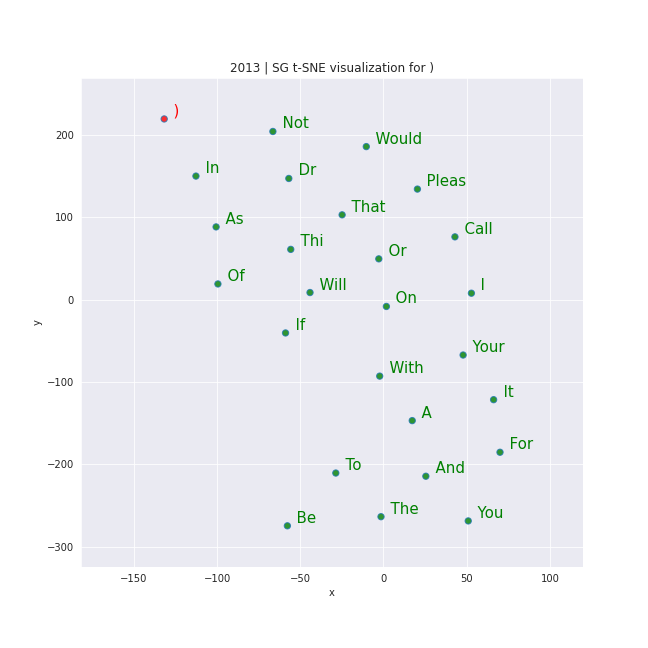 2013 | SG t-SNE visualization for )
)
Not
Would
In
Dr
Pleas
That
As
Call
Thi
Or
Of
Will
I
On
If
Your
With
It
A
For
To
And
The
Be
You
200
100
0
−100
−200
−300
y
−150
−100
−50
0
50
100
x